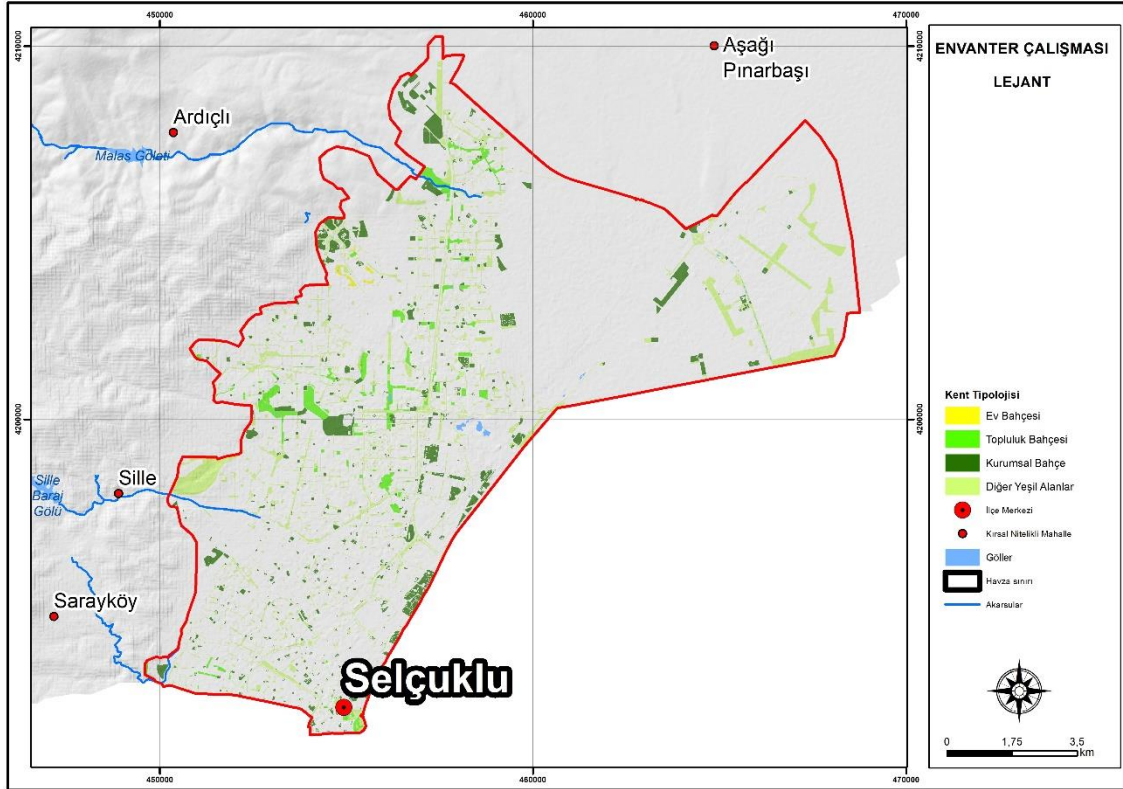 450000
460000
470000
4210000
4210000
4200000
4200000
Aşağı
Pınarbaşı
Ardıçlı
Malas Göleti
Sille
Baraj
Gölü
Sille
Sarayköy
Selçuklu
450000
460000
470000
ENVANTER ÇALIŞMASI
LEJANT
Kent Tipolojisi
Ev Bahçesi
Topluluk Bahçesi
Kurumsal Bahçe
Diğer Yeşil Alanlar
İlçe Merkezi
Kırsal Nitelikli Mahalle
Göller
Havza sınırı
Akarsular
0 1,75 3,5
km